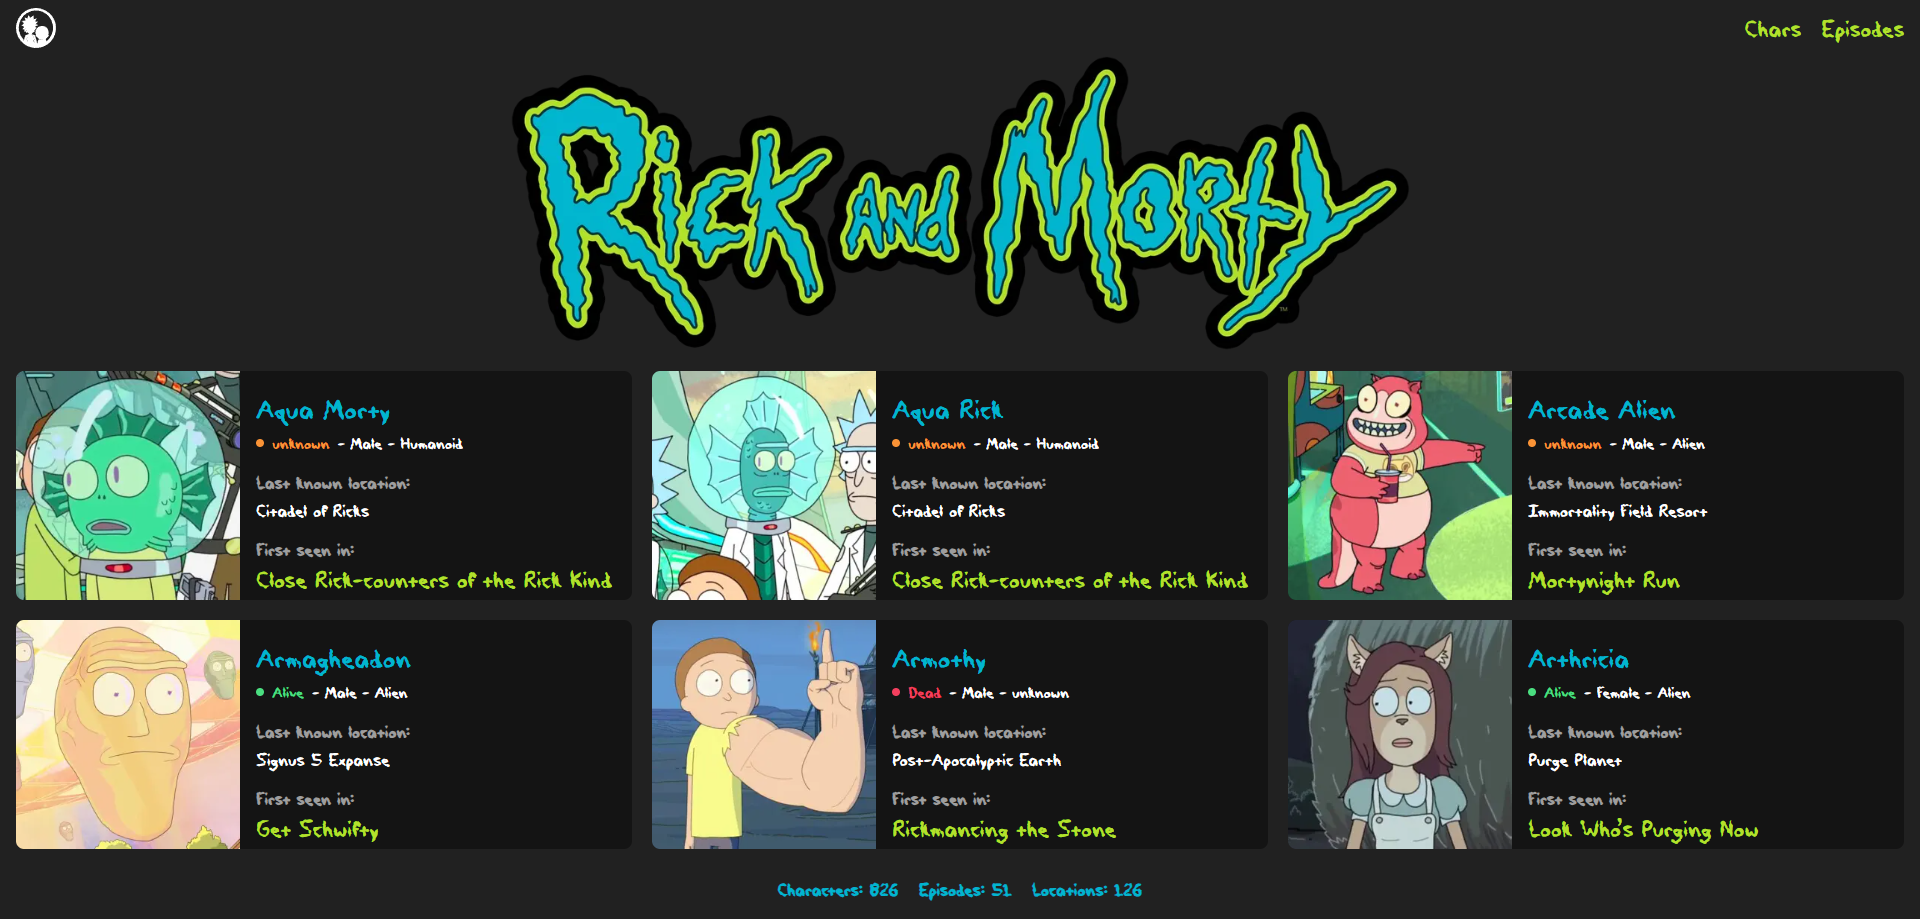 Chars Episodes
Rick and Morty
TM
Aqua Morty
unknown - Male - Humanoid
Last known location:
Citadel of Ricks
First seen in:
Close Rick-counters of the Rick Kind
Aqua Rick
unknown - Male - Humanoid
Last known location:
Citadel of Ricks
First seen in:
Close Rick-counters of the Rick Kind
Arcade Alien
unknown - Male - Alien
Last known location:
Immortality Field Resort
First seen in:
Mortynight Run
Armagheadon
Alive - Male - Alien
Last known location:
Signus 5 Expanse
First seen in:
Get Schwifty
Armothy
Dead - Male - unknown
Last known location:
Post-Apocalyptic Earth
First seen in:
Rickmancing the Stone
Arthricia
Alive - Female - Alien
Last known location:
Purge Planet
First seen in:
Look Who's Purging Now
Characters: 826 Episodes: 51 Locations: 126